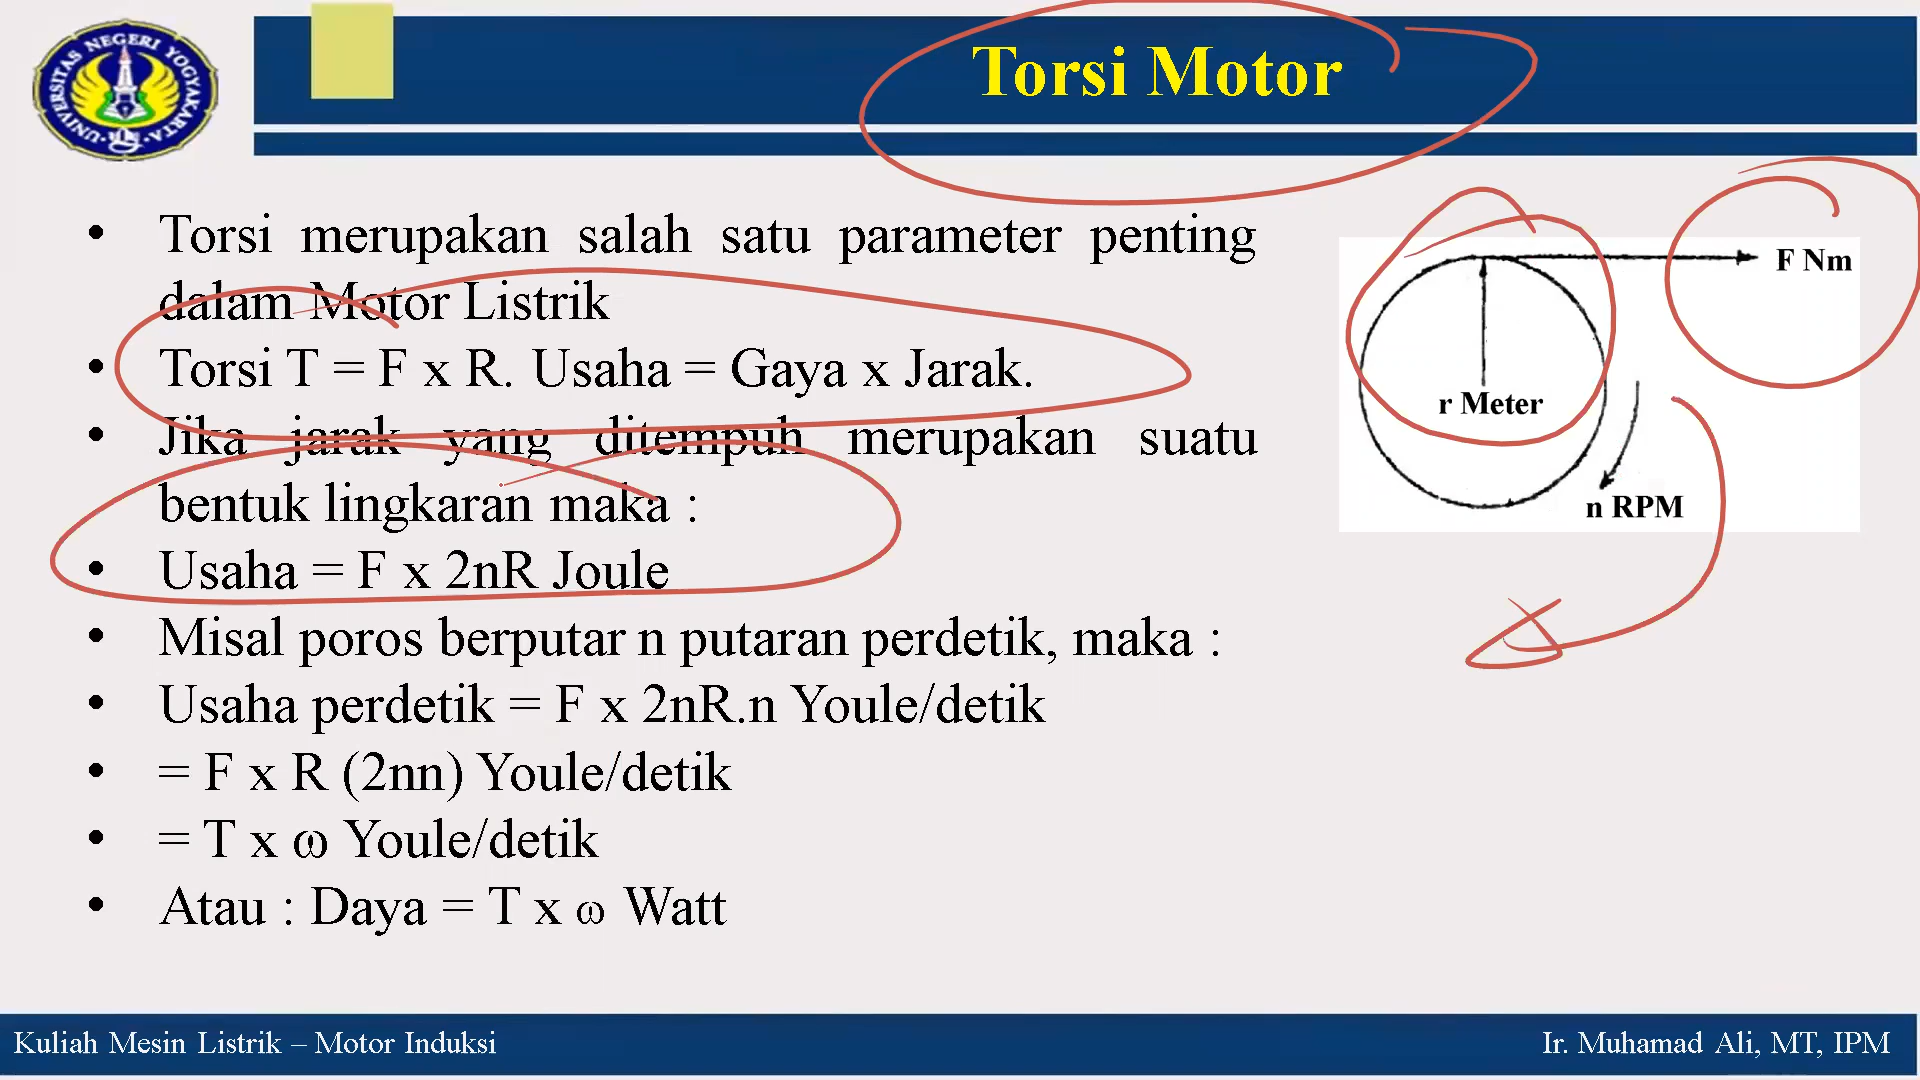 UNIVERSITAS NEGERI YOGYAKARTA
Torsi Motor
• Torsi merupakan salah satu parameter penting
dalam Motor Listrik
• Torsi T = F x R. Usaha = Gaya x Jarak.
• Jika jarak yang ditempuh merupakan suatu
bentuk lingkaran maka :
• Usaha = F x 2nR Joule
• Misal poros berputar n putaran perdetik, maka :
• Usaha perdetik = F x 2nR.n Youle/detik
• = F x R (2nn) Youle/detik
• = T x ω Youle/detik
• Atau : Daya = T x ω Watt
F Nm
r Meter
n RPM
Kuliah Mesin Listrik – Motor Induksi
Ir. Muhamad Ali, MT, IPM